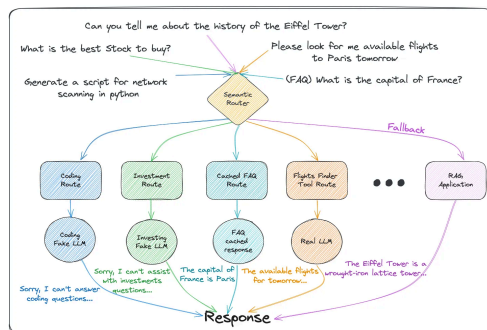 Can you tell me about the history of the Eiffel Tower?
What is the best Stock to buy?
Please look for me available flights
to Paris tomorrow
Generate a script for network
scanning in python
(FAQ) What is the capital of France?
Semantic
Router
Fallback
Coding
Route
Investment
Route
Cached FAQ
Route
Flights Finder
Tool Route
RAG
Application
Coding
Fake LLM
Investing
Fake LLM
FAQ
cached
response
Real LLM
Sorry, I can't answer
coding questions...
Sorry, I can't assist
with investments
questions...
The capital of
France is Paris
The available flights
for tomorrow...
The Eiffel Tower is a
wrought-iron lattice tower...
Response